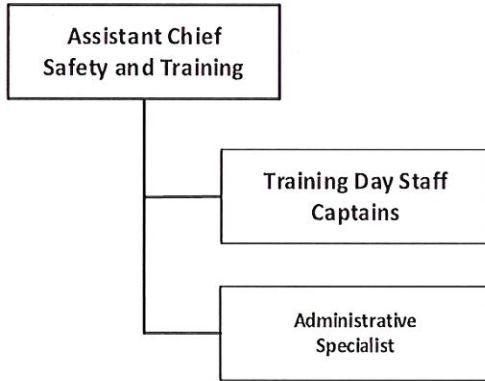 Assistant Chief
Safety and Training
Training Day Staff
Captains
Administrative
Specialist